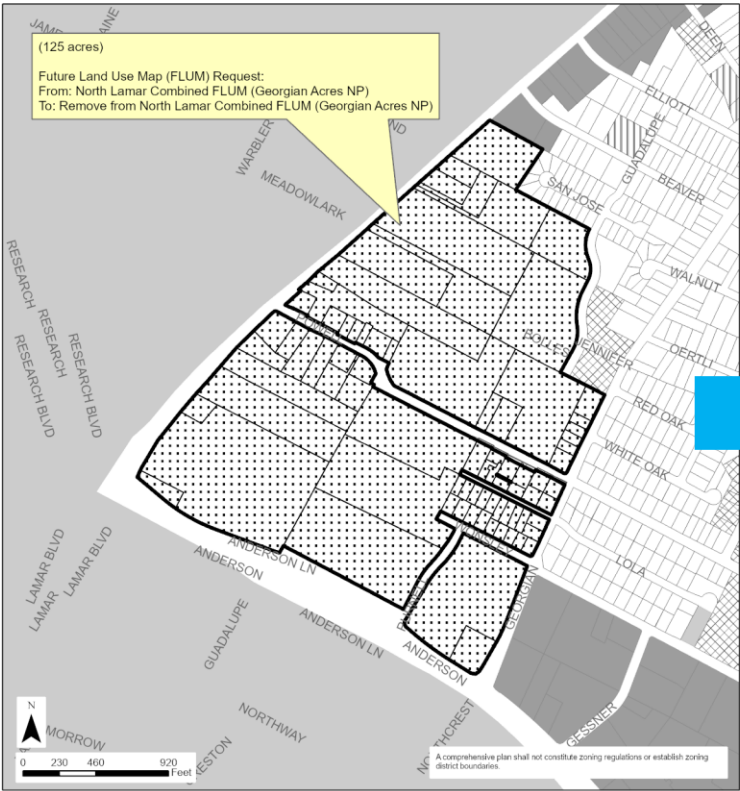 (125 acres)
Future Land Use Map (FLUM) Request:
From: North Lamar Combined FLUM (Georgian Acres NP)
To: Remove from North Lamar Combined FLUM (Georgian Acres NP)
DEEN
ELLIOTT
GUADALUPE
WARBLER
BEAVER
MEADOWLARK
SAN JOSE
RESEARCH
WALNUT
RESEARCH
RESEARCH BLVD
RESEARCH BLVD
POWELL
JENNIFER
OERTLI
RED OAK
WHITE OAK
WONSLEY
LAMAR BLVD
LAMAR BLVD
LAMAR
ANDERSON LN
ANDERSON
LOLA
GEORGIAN
GUADALUPE
ANDERSON LN
ANDERSON
NORTHWAY
NORTHCREST
GESSNER
N
MORROW
0 230 460 920
Feet
A comprehensive plan shall not constitute zoning regulations or establish zoning
district boundaries.